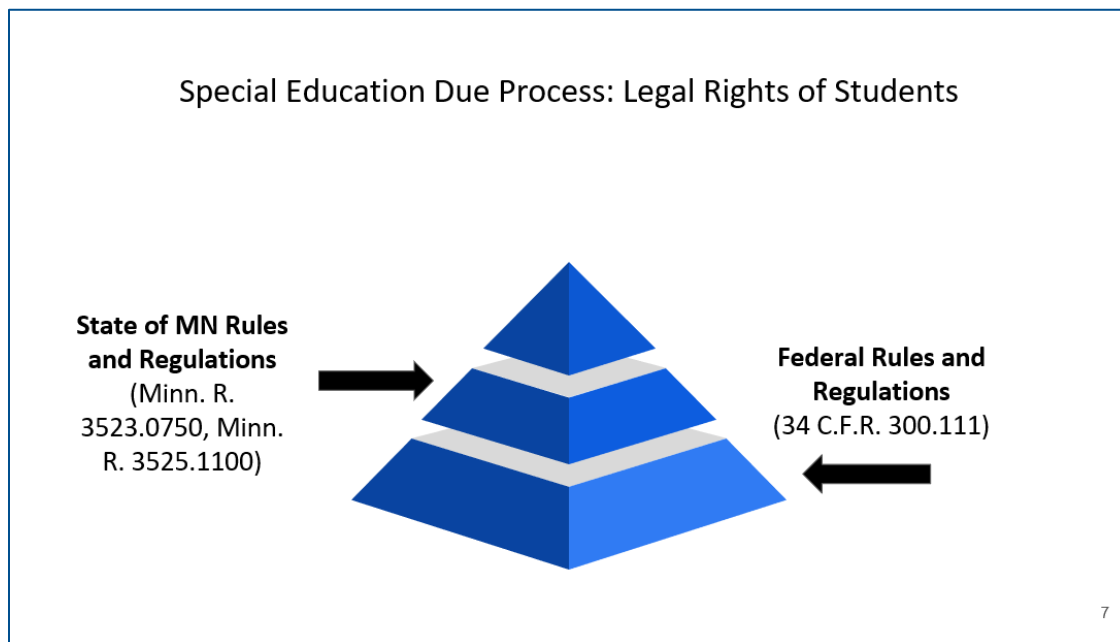 Special Education Due Process: Legal Rights of Students
State of MN Rules
and Regulations
(Minn. R.
3523.0750, Minn.
R. 3525.1100)
Federal Rules and
Regulations
(34 C.F.R. 300.111)
7